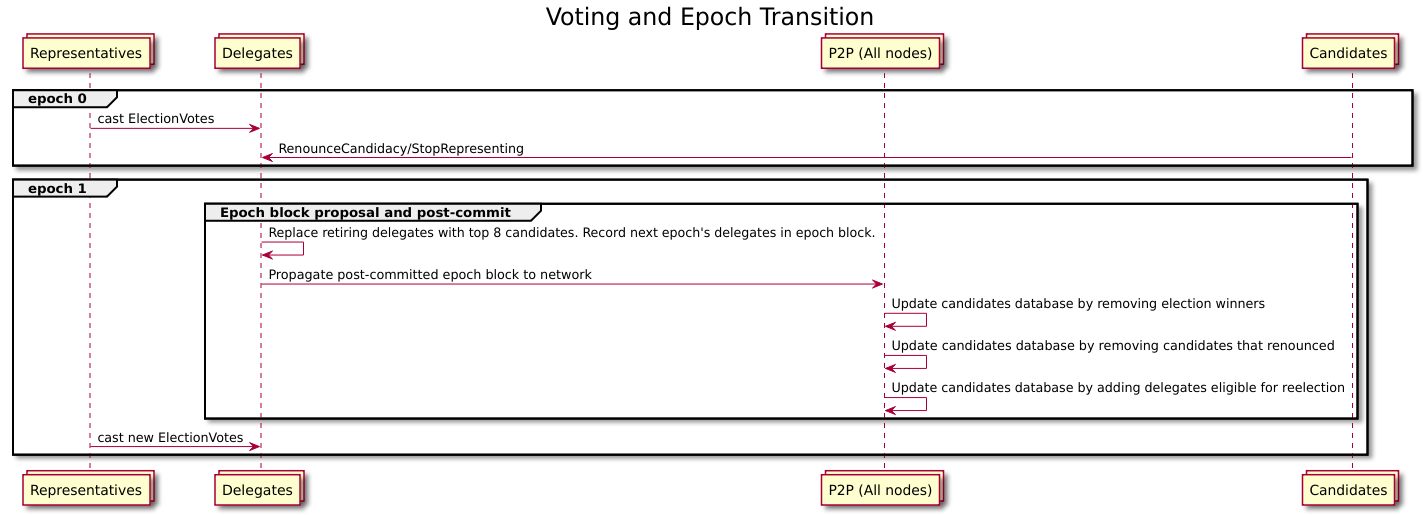 Voting and Epoch Transition
Representatives
Delegates
P2P (All nodes)
Candidates
epoch 0
cast ElectionVotes
RenounceCandidacy/StopRepresenting
epoch 1
Epoch block proposal and post-commit
Replace retiring delegates with top 8 candidates. Record next epoch's delegates in epoch block.
Propagate post-committed epoch block to network
Update candidates database by removing election winners
Update candidates database by removing candidates that renounced
Update candidates database by adding delegates eligible for reelection
cast new ElectionVotes
Representatives
Delegates
P2P (All nodes)
Candidates